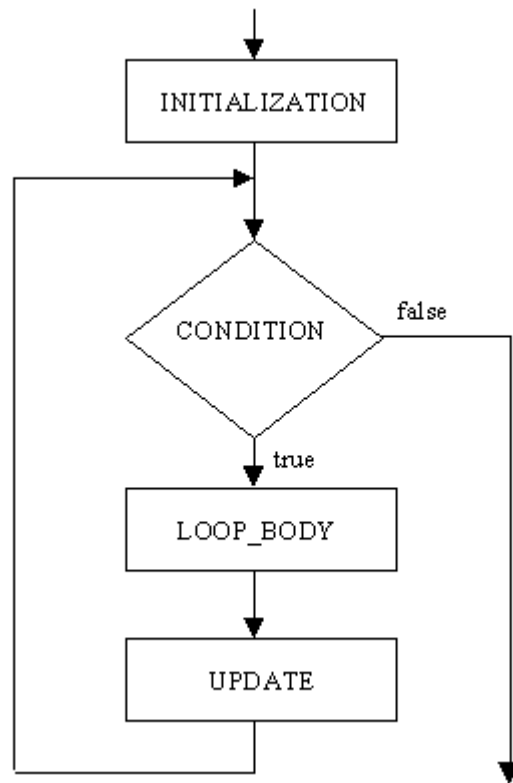 INITIALIZATION
CONDITION
false
true
LOOP_BODY
UPDATE